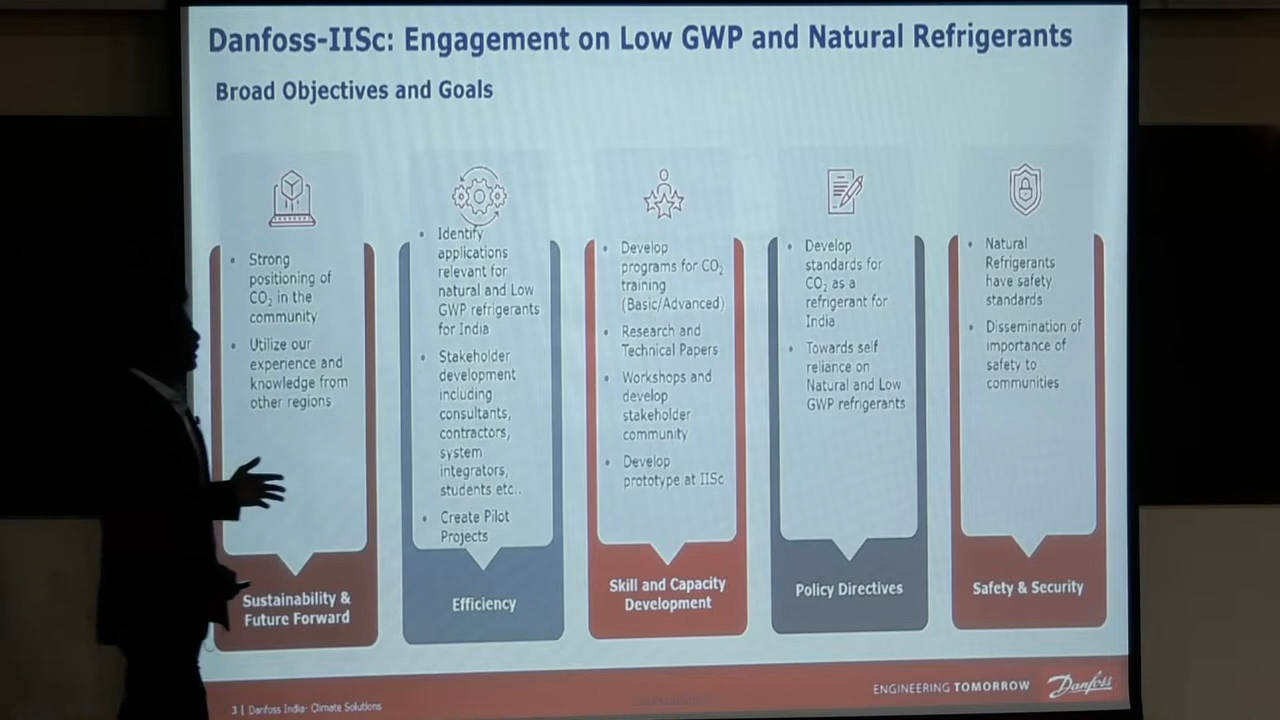 Danfoss-IISc: Engagement on Low GWP and Natural Refrigerants
Broad Objectives and Goals
• Strong
positioning of
CO₂ in the
community
• Utilize our
experience and
knowledge from
other regions
Sustainability &
Future Forward
• Identify
applications
relevant for
natural and Low
GWP refrigerants
for India
• Stakeholder
development
including
consultants,
contractors,
system
integrators,
students etc..
• Create Pilot
Projects
Efficiency
• Develop
programs for CO₂
training
(Basic/Advanced)
• Research and
Technical Papers
• Workshops and
develop
stakeholder
community
• Develop
prototype at IISc
Skill and Capacity
Development
• Develop
standards for
CO₂ as a
refrigerant for
India
• Towards self
reliance on
Natural and Low
GWP refrigerants
Policy Directives
• Natural
Refrigerants
have safety
standards
• Dissemination of
importance of
safety to
communities
Safety & Security
3 | Danfoss India- Climate Solutions
ENGINEERING TOMORROW
Danfoss